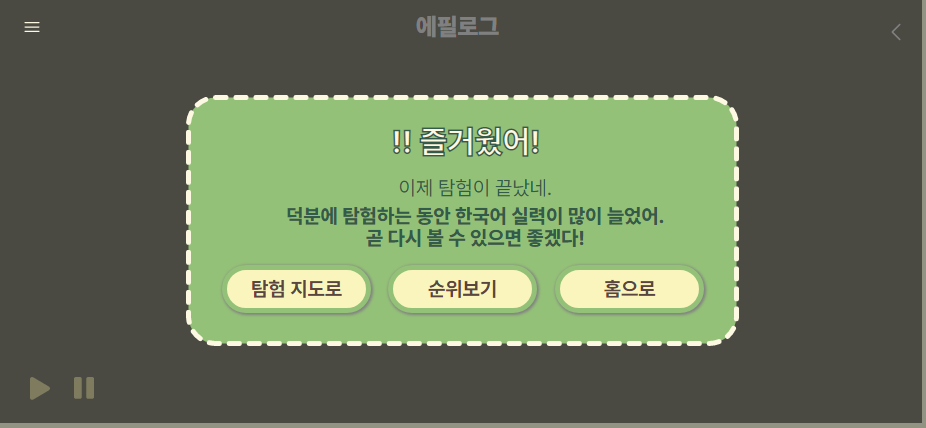 에필로그
!! 즐거웠어!
이제 탐험이 끝났네.
덕분에 탐험하는 동안 한국어 실력이 많이 늘었어.
곧 다시 볼 수 있으면 좋겠다!
탐험 지도로
순위보기
홈으로